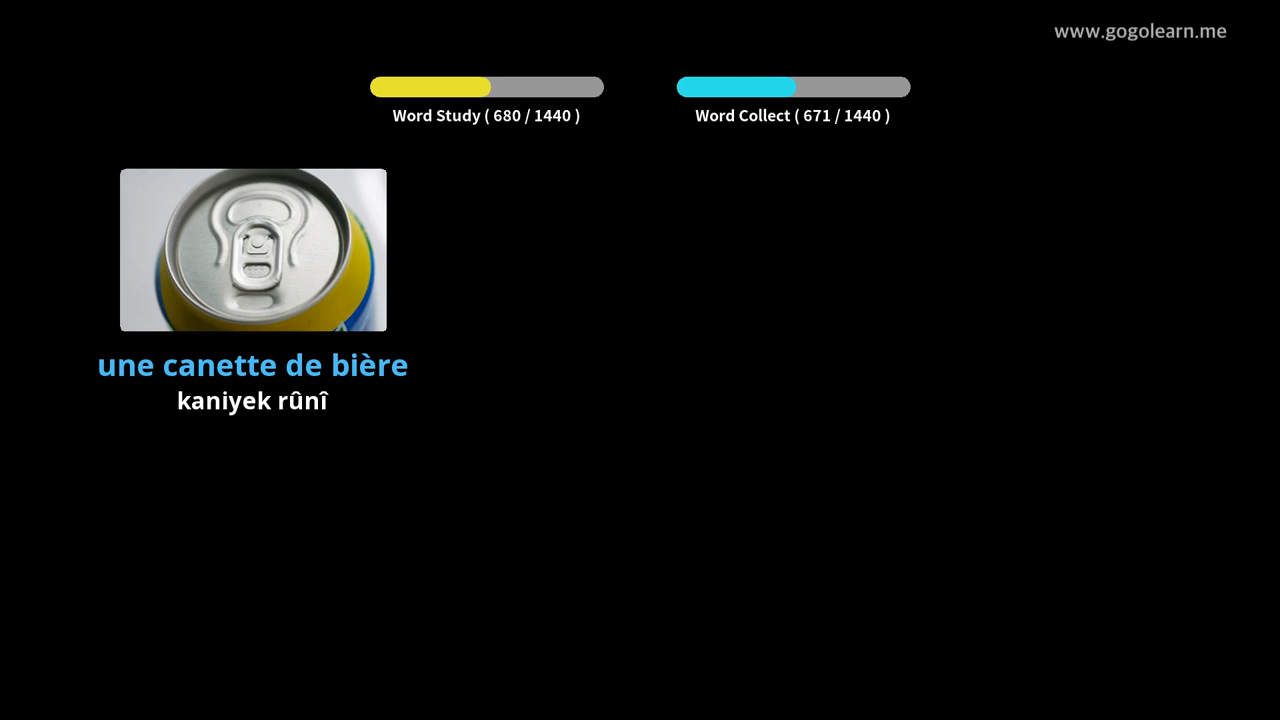 www.gogolearn.me
Word Study ( 680 / 1440 )
Word Collect ( 671 / 1440 )
une canette de bière
kaniyek rûnî